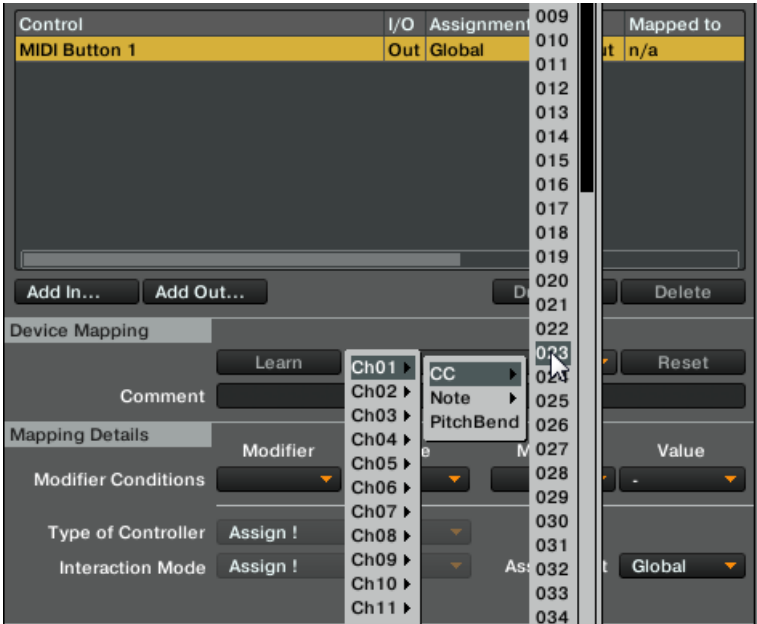 009
Control I/O Assignment Mapped to
010
MIDI Button 1 Out Global n/a
011
012
013
014
015
016
017
018
019
020
Add In... Add Out... Delete
021
022
Device Mapping
023
Learn Ch01 CC Reset
024
Ch02 Note 025
Comment
Ch03 PitchBend 026
Mapping Details
Ch04 027
Modifier Value
Ch05 028
Modifier Conditions -
Ch06 029
Ch07 030
Type of Controller Assign ! Ch08 031
Interaction Mode Assign ! Ch09 032 Global
Ch10 033
Ch11 034